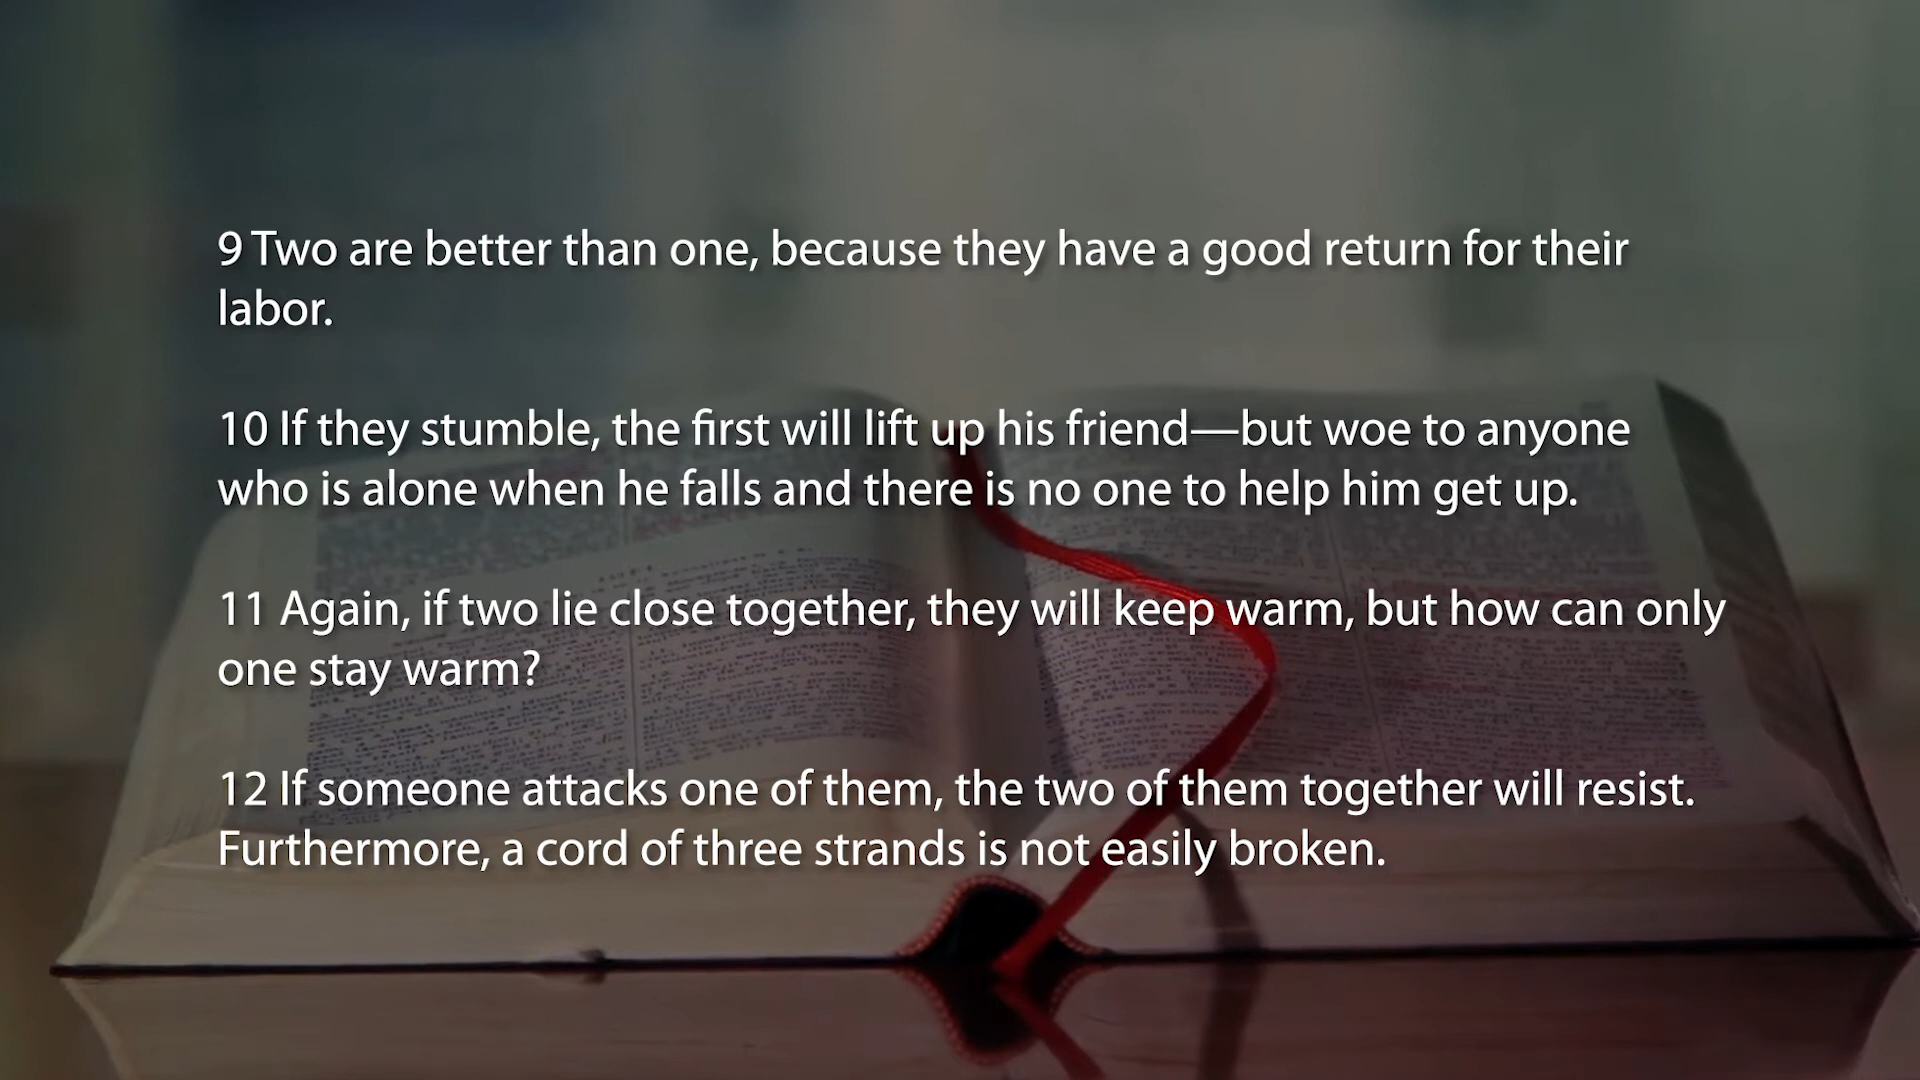 9 Two are better than one, because they have a good return for their
labor.
10 If they stumble, the first will lift up his friend—but woe to anyone
who is alone when he falls and there is no one to help him get up.
11 Again, if two lie close together, they will keep warm, but how can only
one stay warm?
12 If someone attacks one of them, the two of them together will resist.
Furthermore, a cord of three strands is not easily broken.